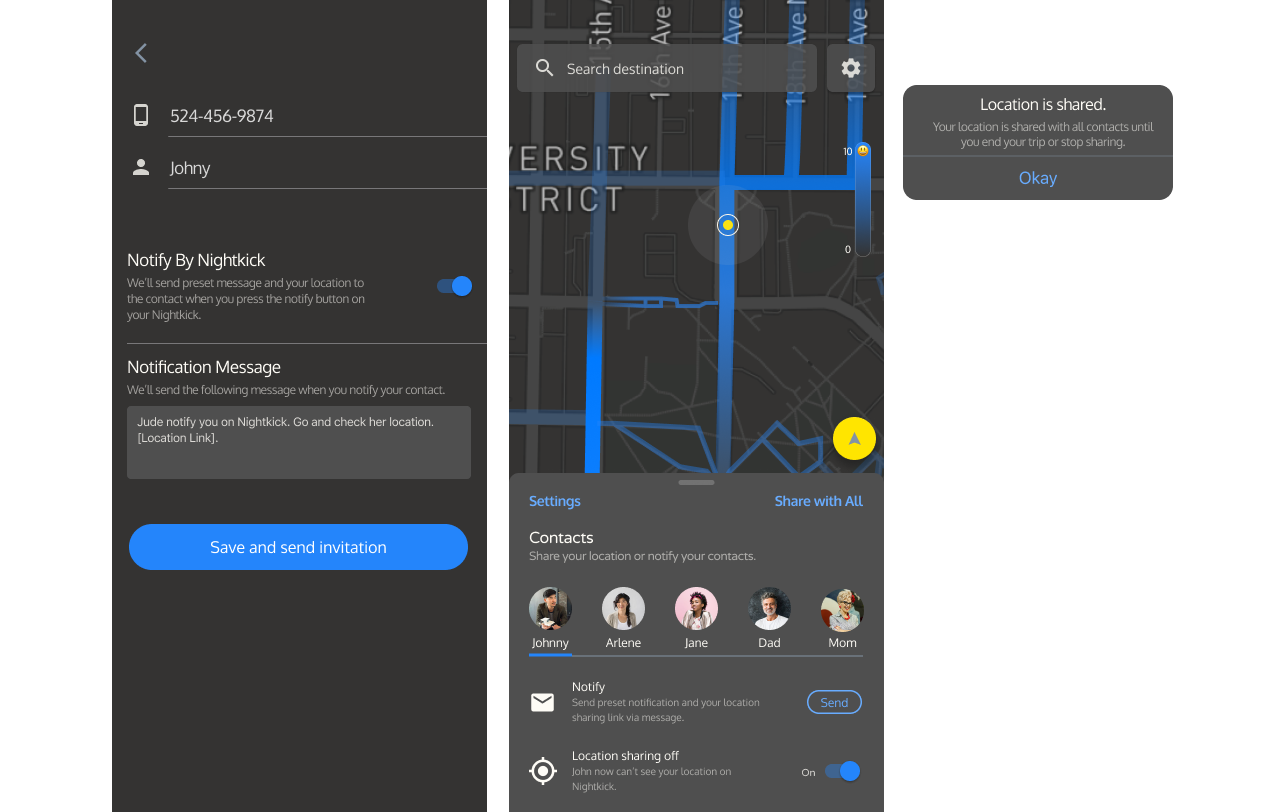 524-456-9874
Johny
Notify By Nightkick
We'll send preset message and your location to
the contact when you press the notify button on
your Nightkick.
Notification Message
We'll send the following message when you notify your contact.
Jude notify you on Nightkick. Go and check her location.
[Location Link].
Save and send invitation
15th A
16th Ave
17th Ave
18th Ave N
19th Ave
Search destination
10
VERSITY
TRICT
0
Settings
Share with All
Contacts
Share your location or notify your contacts.
Johnny
Arlene
Jane
Dad
Mom
Notify
Send preset notification and your location
sharing link via message.
Send
Location sharing off
John now can't see your location on
Nightkick.
On
Location is shared.
Your location is shared with all contacts until
you end your trip or stop sharing.
Okay